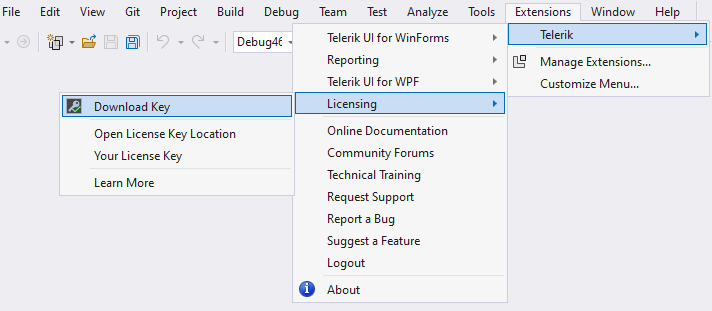 File Edit View Git Project Build Debug Team Test Analyze Tools Extensions Window Help
Debug46
Telerik
Manage Extensions...
Customize Menu...
Telerik UI for WinForms
Reporting
Telerik UI for WPF
Licensing
Online Documentation
Community Forums
Technical Training
Request Support
Report a Bug
Suggest a Feature
Logout
About
Download Key
Open License Key Location
Your License Key
Learn More